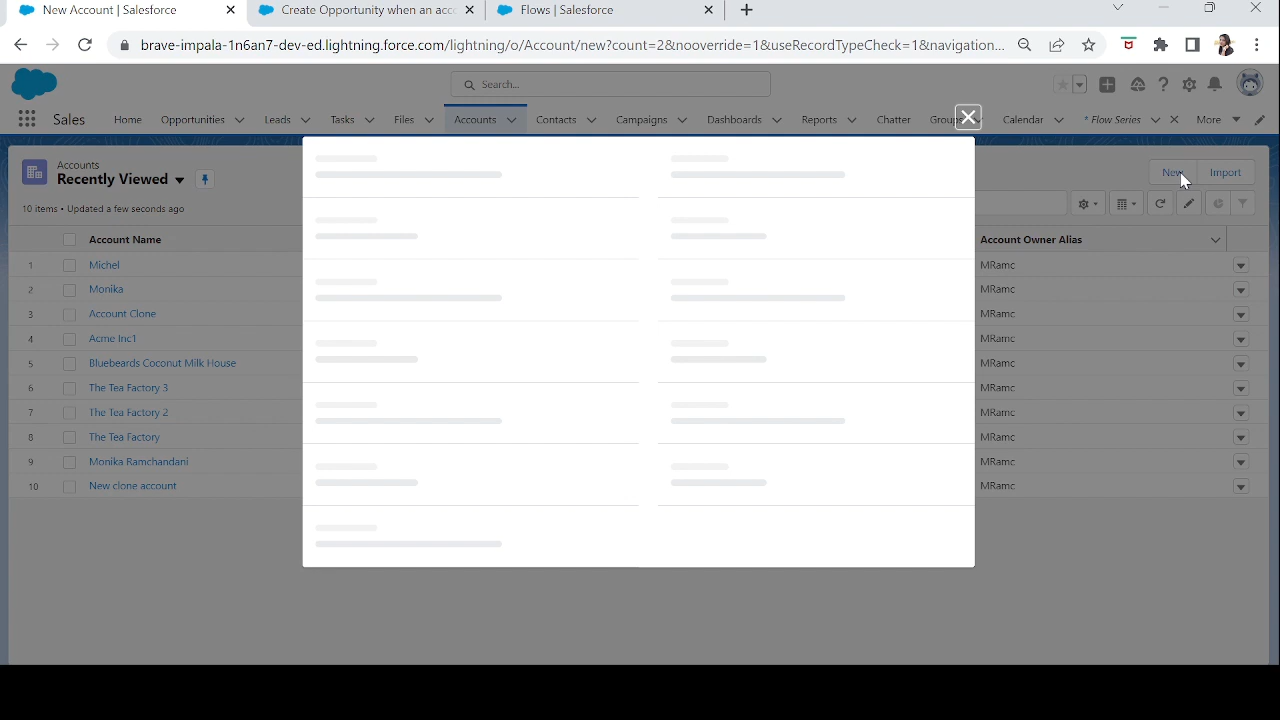 New Account | Salesforce
Create Opportunity when an acc
Flows | Salesforce
brave-impala-1n6an7-dev-ed.lightning.force.com/lightning/o/Account/new?count=2&nooverride=1&useRecordTypeCheck=1&navigation...
Search...
Sales Home Opportunities Leads Tasks Files Accounts Contacts Campaigns Dashboards Reports Chatter Group Calendar * Flow Series More
Accounts
Recently Viewed
New Import
10 items • Updated a few seconds ago
Account Name Account Owner Alias
1 Michel MRamc
2 Monika MRamc
3 Account Clone MRamc
4 Acme Inc1 MRamc
5 Bluebeards Coconut Milk House MRamc
6 The Tea Factory 3 MRamc
7 The Tea Factory 2 MRamc
8 The Tea Factory MRamc
9 Monika Ramchandani MRamc
10 New clone account MRamc